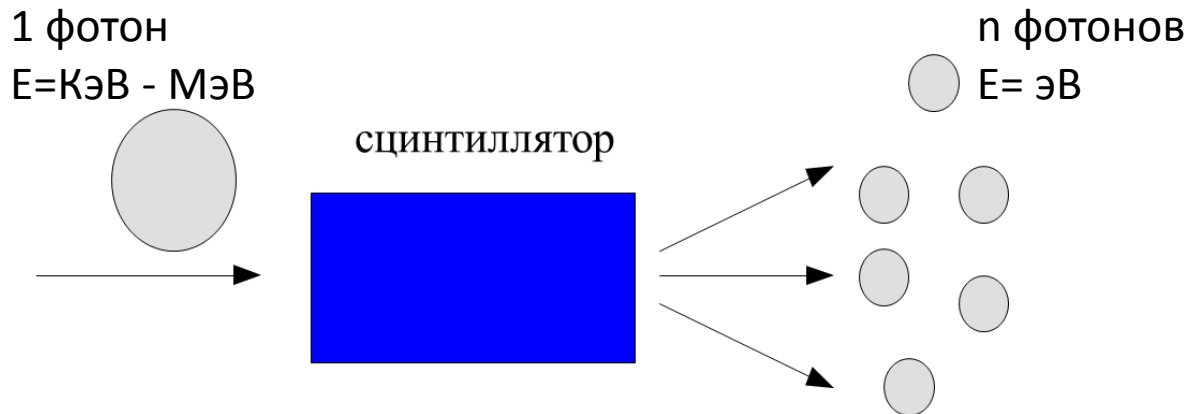 1 фотон
E=КэВ - МэВ
сцинтиллятор
n фотонов
E= эВ